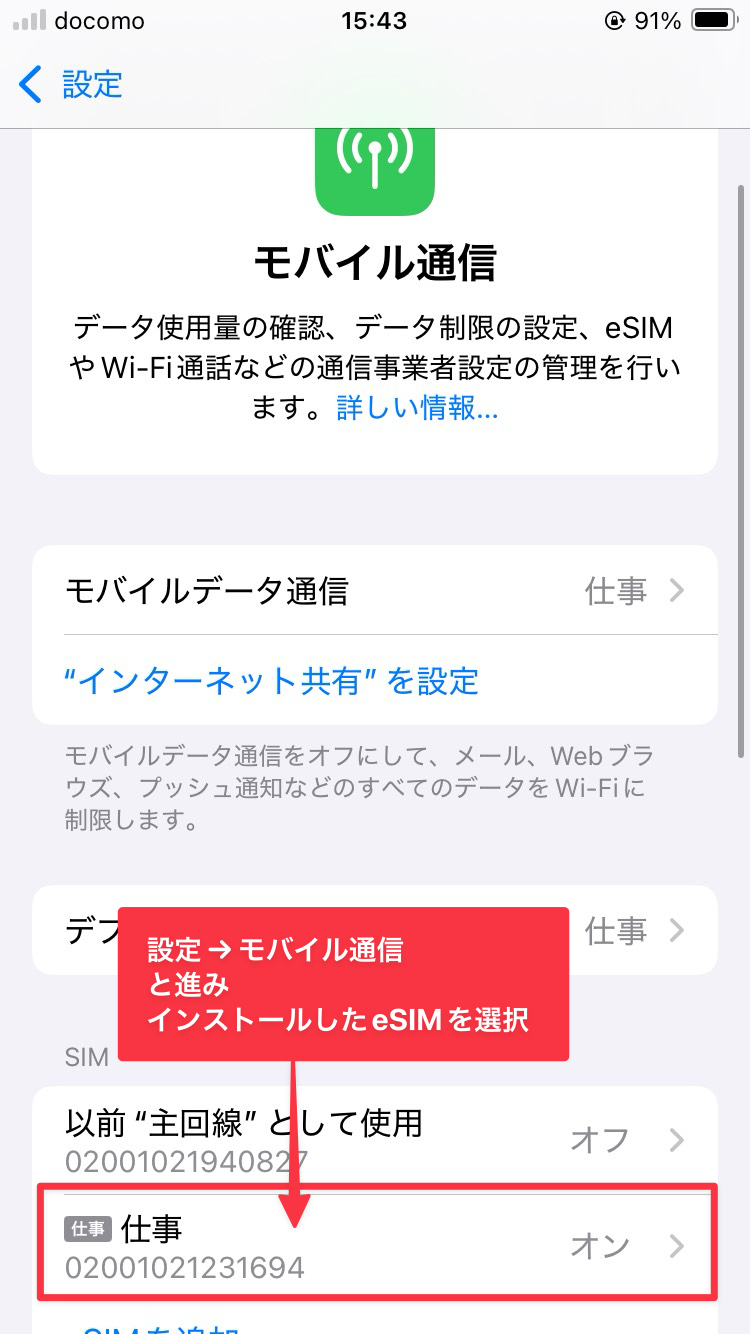 docomo 15:43 91%
設定
モバイル通信
データ使用量の確認、データ制限の設定、eSIM
やWi-Fi通話などの通信事業者設定の管理を行い
ます。詳しい情報...
モバイルデータ通信 仕事
“インターネット共有” を設定
モバイルデータ通信をオフにして、メール、Webブラ
ウズ、プッシュ通知などのすべてのデータをWi-Fiに
制限します。
デフ 仕事
設定→モバイル通信
と進み
インストールしたeSIMを選択
SIM
以前 “主回線” として使用 オフ
02001021940827
仕事 仕事 オン
02001021231694
SIMを追加